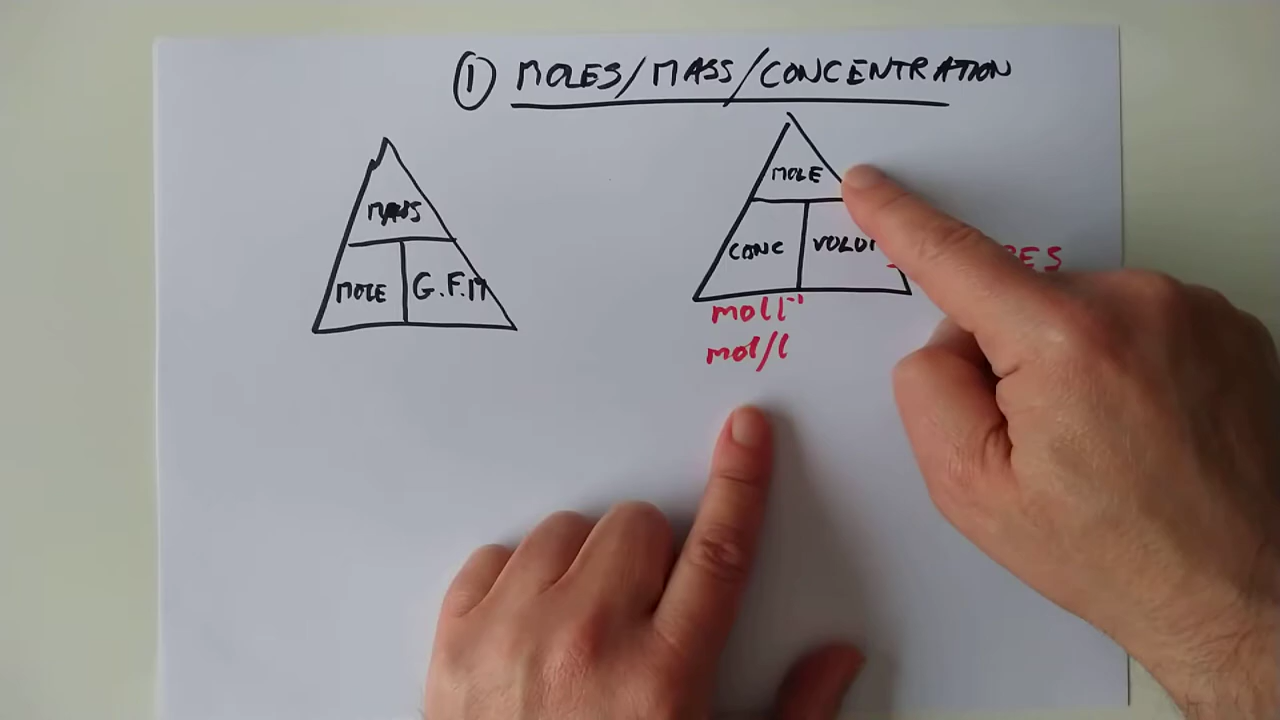 ① MOLES/MASS/CONCENTRATION
MASS
MOLE G.F.M
MOLE
CONC
mol l⁻¹
mol/l